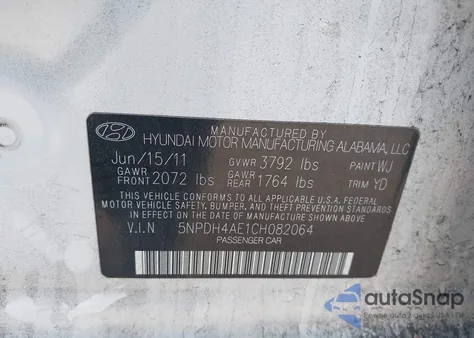 HYUNDAI MOTOR MANUFACTURING ALABAMA, LLC
Jun/15/11 GVWR 3792 lbs PAINT WJ
GAWR FRONT 2072 lbs GAWR REAR 1764 lbs TRIM YD
THIS VEHICLE CONFORMS TO ALL APPLICABLE U.S.A. FEDERAL
MOTOR VEHICLE SAFETY, BUMPER, AND THEFT PREVENTION
STANDARDS IN EFFECT ON THE DATE OF MANUFACTURE SHOWN ABOVE.
V.I.N 5NPDH4AE1CH082064
PASSENGER CAR
autoSnap